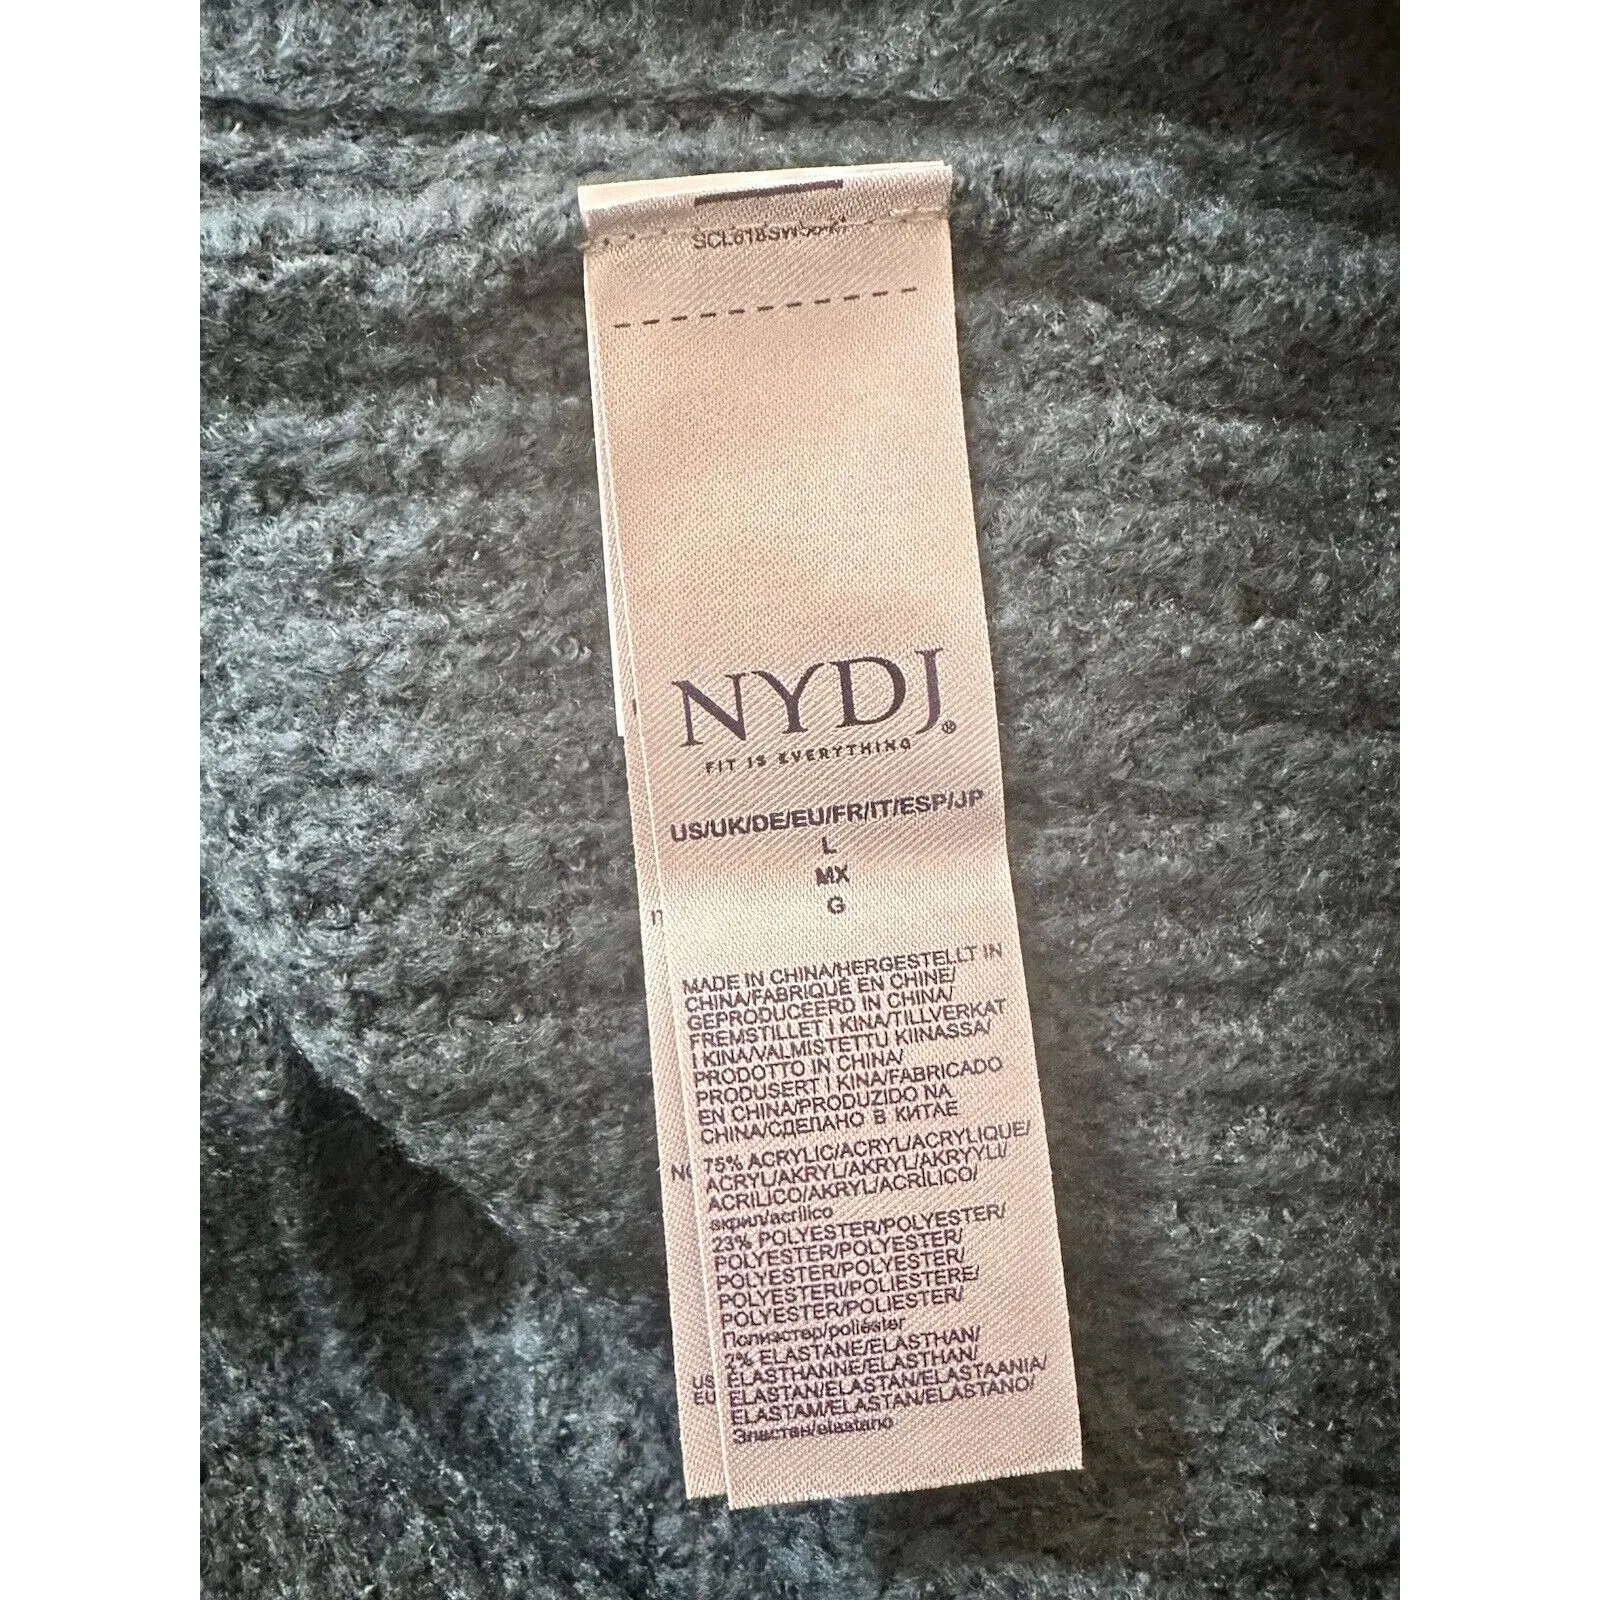 NYDJ®
FIT IS EVERYTHING
US/UK/DE/EU/FR/IT/ESP/JP
L
MX
G
MADE IN CHINA/HERGESTELLT IN
CHINA/FABRIQUÉ EN CHINE/
GEPRODUCEERD IN CHINA/
FREMSTILLET I KINA/TILLVERKAT
I KINA/VALMISTETTU KIINASSA/
PRODOTTO IN CHINA/
PRODUSERT I KINA/FABRICADO
EN CHINA/PRODUZIDO NA
CHINA/СДЕЛАНО В КИТАЕ
75% ACRYLIC/ACRYL/ACRYLIQUE/
ACRYL/AKRYL/AKRYL/AKRYYLI/
ACRILICO/AKRYL/ACRILICO/
акрил/acrílico
23% POLYESTER/POLYESTER/
POLYESTER/POLYESTER/
POLYESTER/POLYESTER/
POLYESTERI/POLIESTERE/
POLYESTER/POLIESTER/
Полиэстер/poliéster
2% ELASTANE/ELASTHAN/
ELASTHANNE/ELASTHAN/
ELASTAN/ELASTAN/ELASTAANIA/
ELASTAM/ELASTAN/ELASTANO/
Эластан/elastano
US
EU